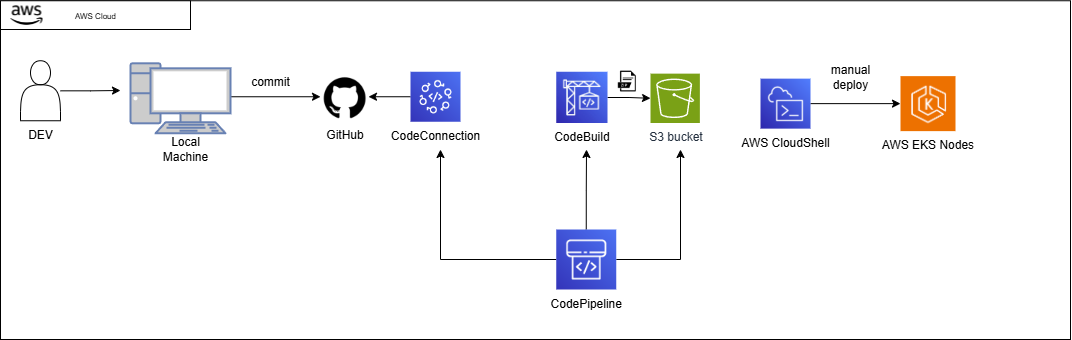 aws
AWS Cloud
DEV
Local
Machine
commit
GitHub
CodeConnection
CodeBuild
S3 bucket
AWS CloudShell
manual
deploy
K
AWS EKS Nodes
CodePipeline